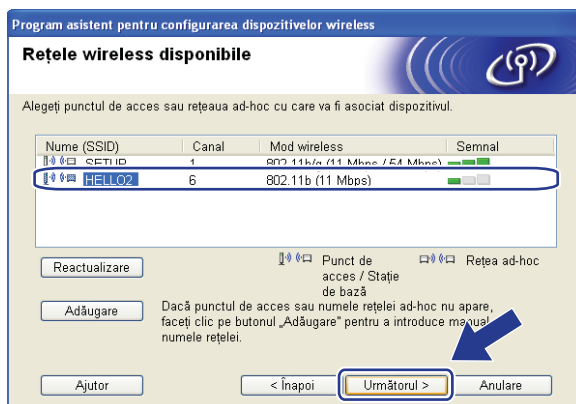 Program asistent pentru configurarea dispozitivelor wireless
Rețele wireless disponibile
Alegeți punctul de acces sau rețeaua ad-hoc cu care va fi asociat dispozitivul.
Nume (SSID) Canal Mod wireless Semnal
SETUP 1 802.11b/g (11 Mbps / 54 Mbps)
HELLO2 6 802.11b (11 Mbps)
Reactualizare
Punct de acces / Stație de bază
Rețea ad-hoc
Adăugare
Dacă punctul de acces sau numele rețelei ad-hoc nu apare,
faceți clic pe butonul „Adăugare" pentru a introduce manual
numele rețelei.
Ajutor < Înapoi Următorul > Anulare